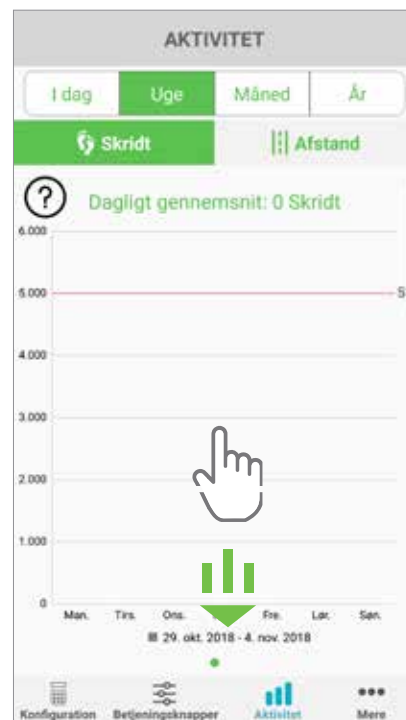 AKTIVITET
I dag Uge Måned År
Skridt Afstand
? Dagligt gennemsnit: 0 Skridt
6.000
5.000 5
4.000
3.000
2.000
1.000
0
Man. Tirs. Ons. Fre. Lør. Søn.
29. okt. 2018 - 4. nov. 2018
Konfiguration Betjeningsknapper Aktivitet Mere